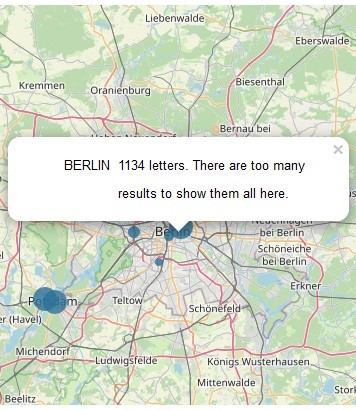 Liebenwalde
Eberswalde
Kremmen
Oranienburg
Biesenthal
Bernau bei
×
BERLIN 1134 letters. There are too many
results to show them all here.
Neuenhagen
bei Berlin
Berlin
Schöneiche
bei Berlin
Erkner
Potsdam
Teltow
Schönefeld
er (Havel)
Michendorf
Ludwigsfelde
Königs Wusterhausen
Mittenwalde
Stork
Beelitz